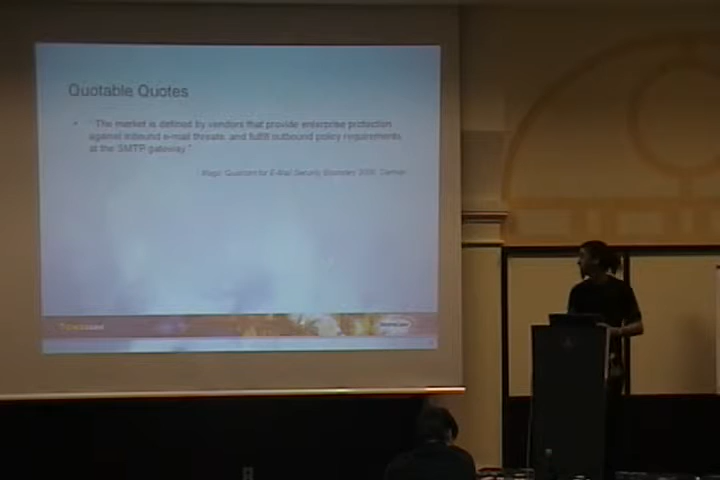 Quotable Quotes
• "The market is defined by vendors that provide enterprise protection
against inbound e-mail threats and fulfill outbound policy requirements
at the SMTP gateway."
Magic Quadrant for E-Mail Security Boundary 2006, Gartner